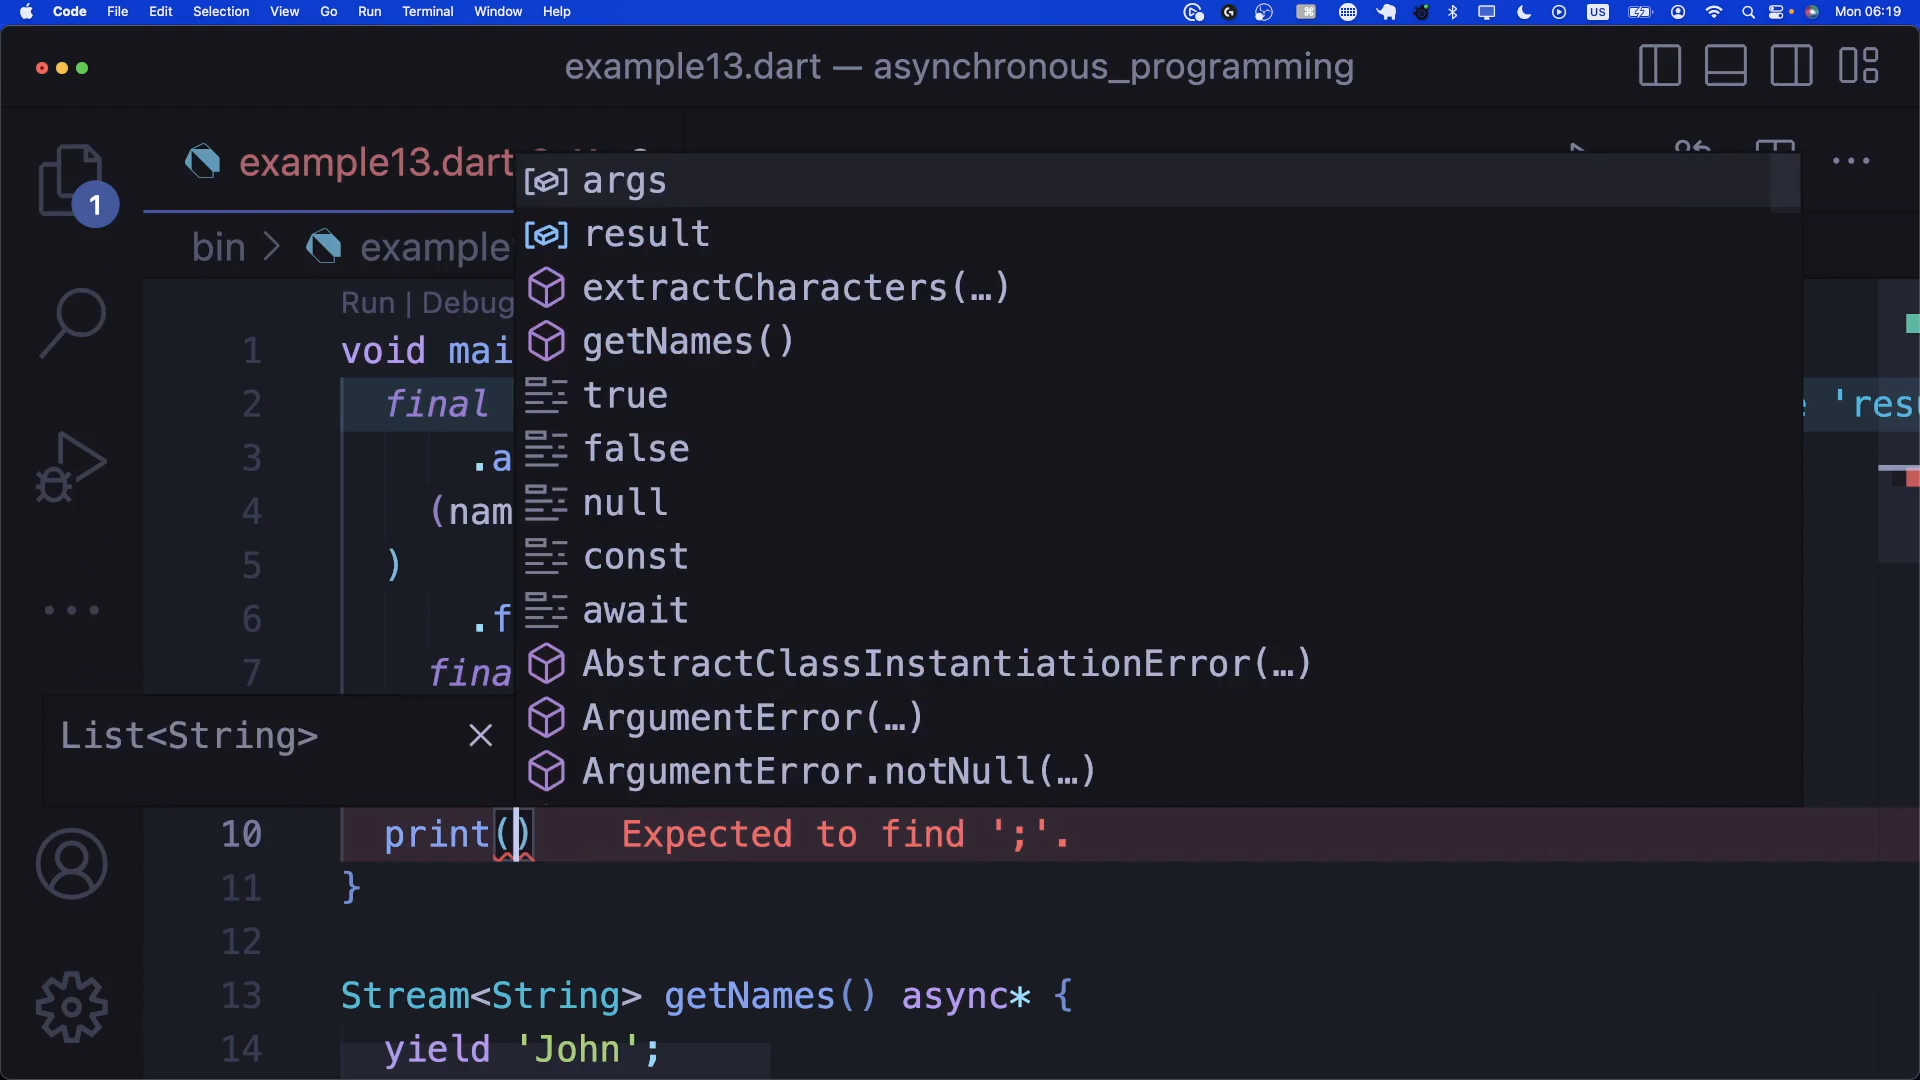 Code File Edit Selection View Go Run Terminal Window Help
US
Mon 06:19
example13.dart — asynchronous_programming
example13.dart
1
bin > example
Run | Debug
1 void mai
2 final
'resu
3 .a
4 (nam
5 )
6 .f
7 fina
args
result
extractCharacters(…)
getNames()
true
false
null
const
await
AbstractClassInstantiationError(…)
ArgumentError(…)
ArgumentError.notNull(…)
List<String>
10 print() Expected to find ';'.
11 }
12
13 Stream<String> getNames() async* {
14 yield 'John';